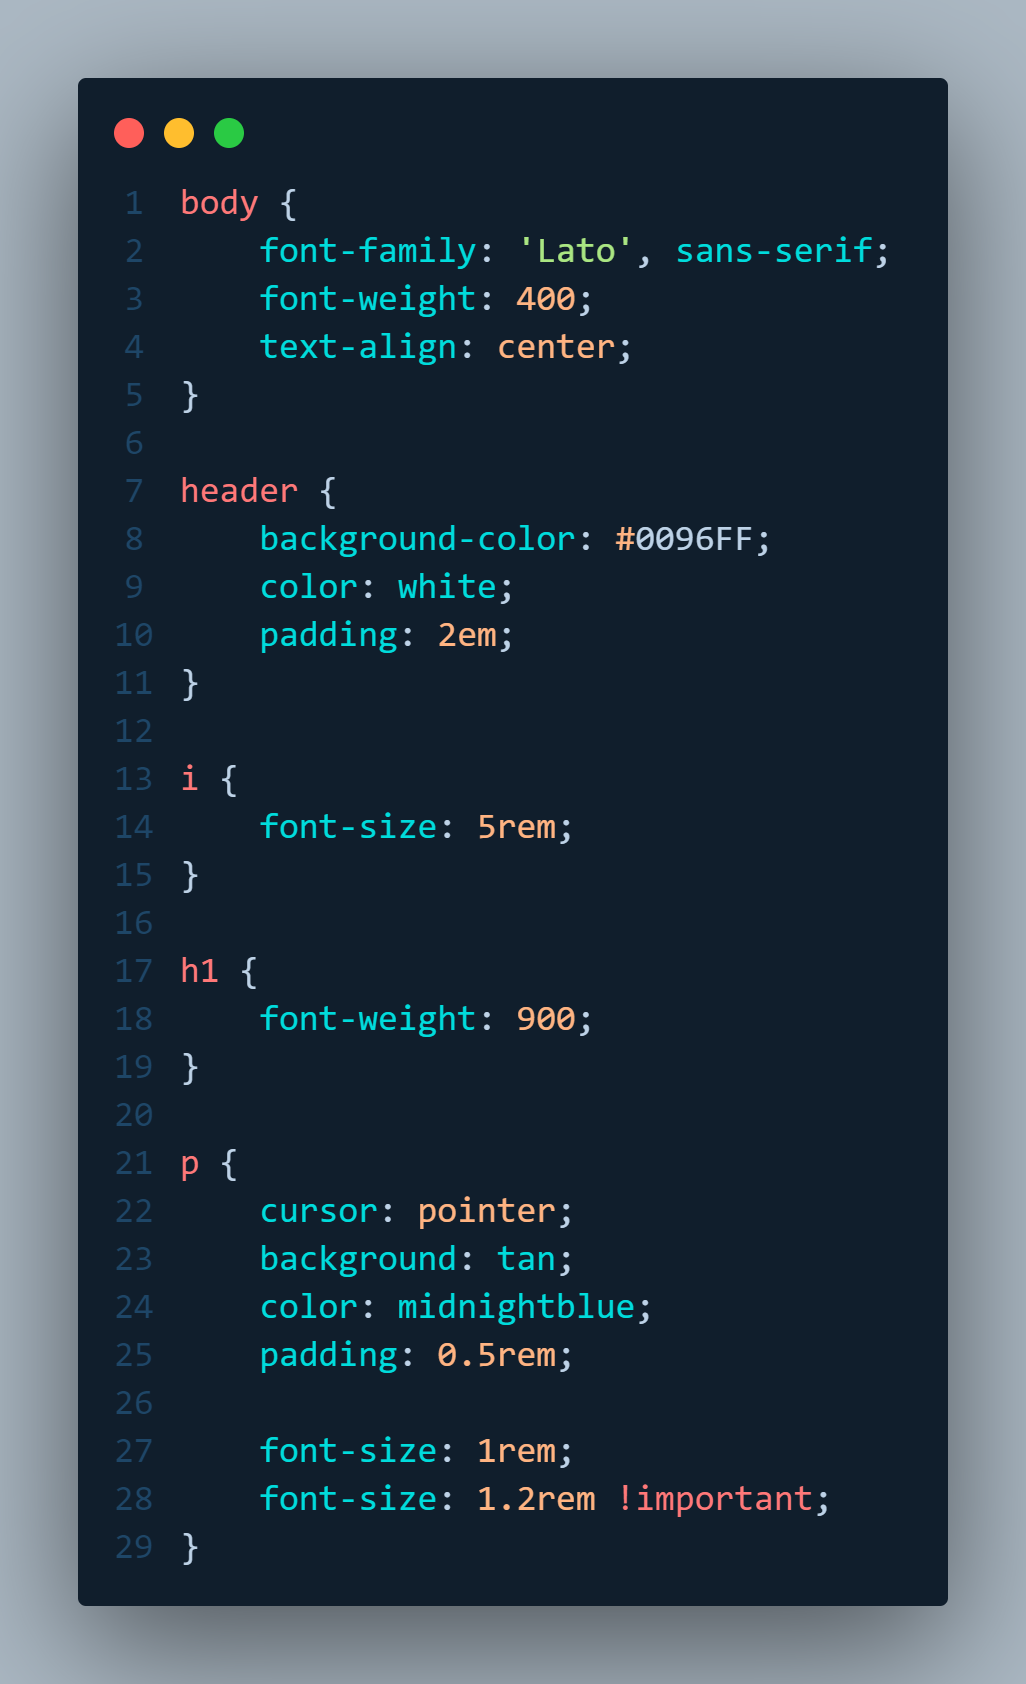 1 body {
2     font-family: 'Lato', sans-serif;
3     font-weight: 400;
4     text-align: center;
5 }
6
7 header {
8     background-color: #0096FF;
9     color: white;
10     padding: 2em;
11 }
12
13 i {
14     font-size: 5rem;
15 }
16
17 h1 {
18     font-weight: 900;
19 }
20
21 p {
22     cursor: pointer;
23     background: tan;
24     color: midnightblue;
25     padding: 0.5rem;
26
27     font-size: 1rem;
28     font-size: 1.2rem !important;
29 }